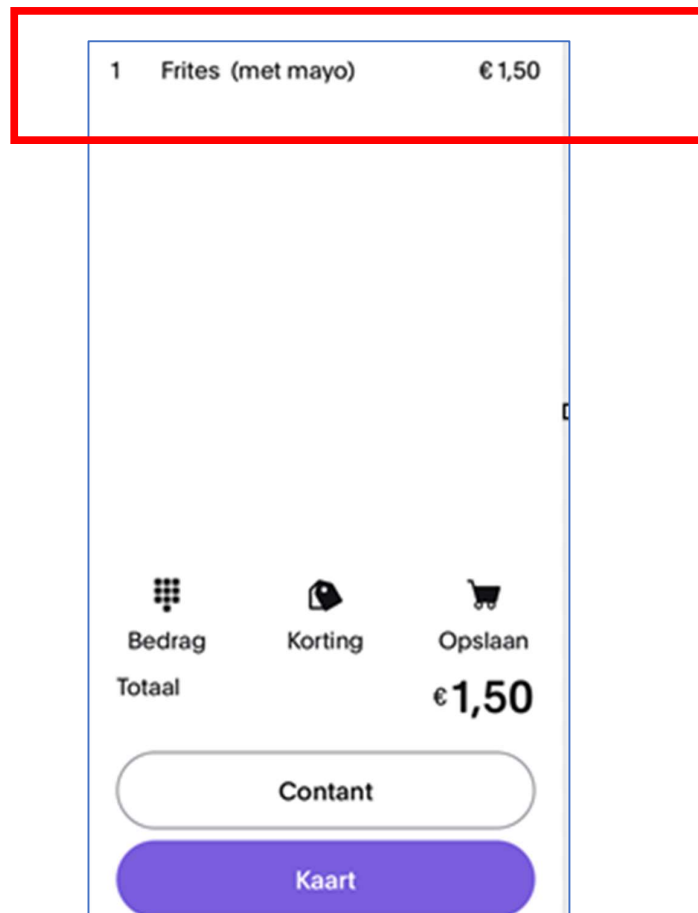 1 Frites (met mayo) € 1,50
Bedrag Korting Opslaan
Totaal € 1,50
Contant
Kaart